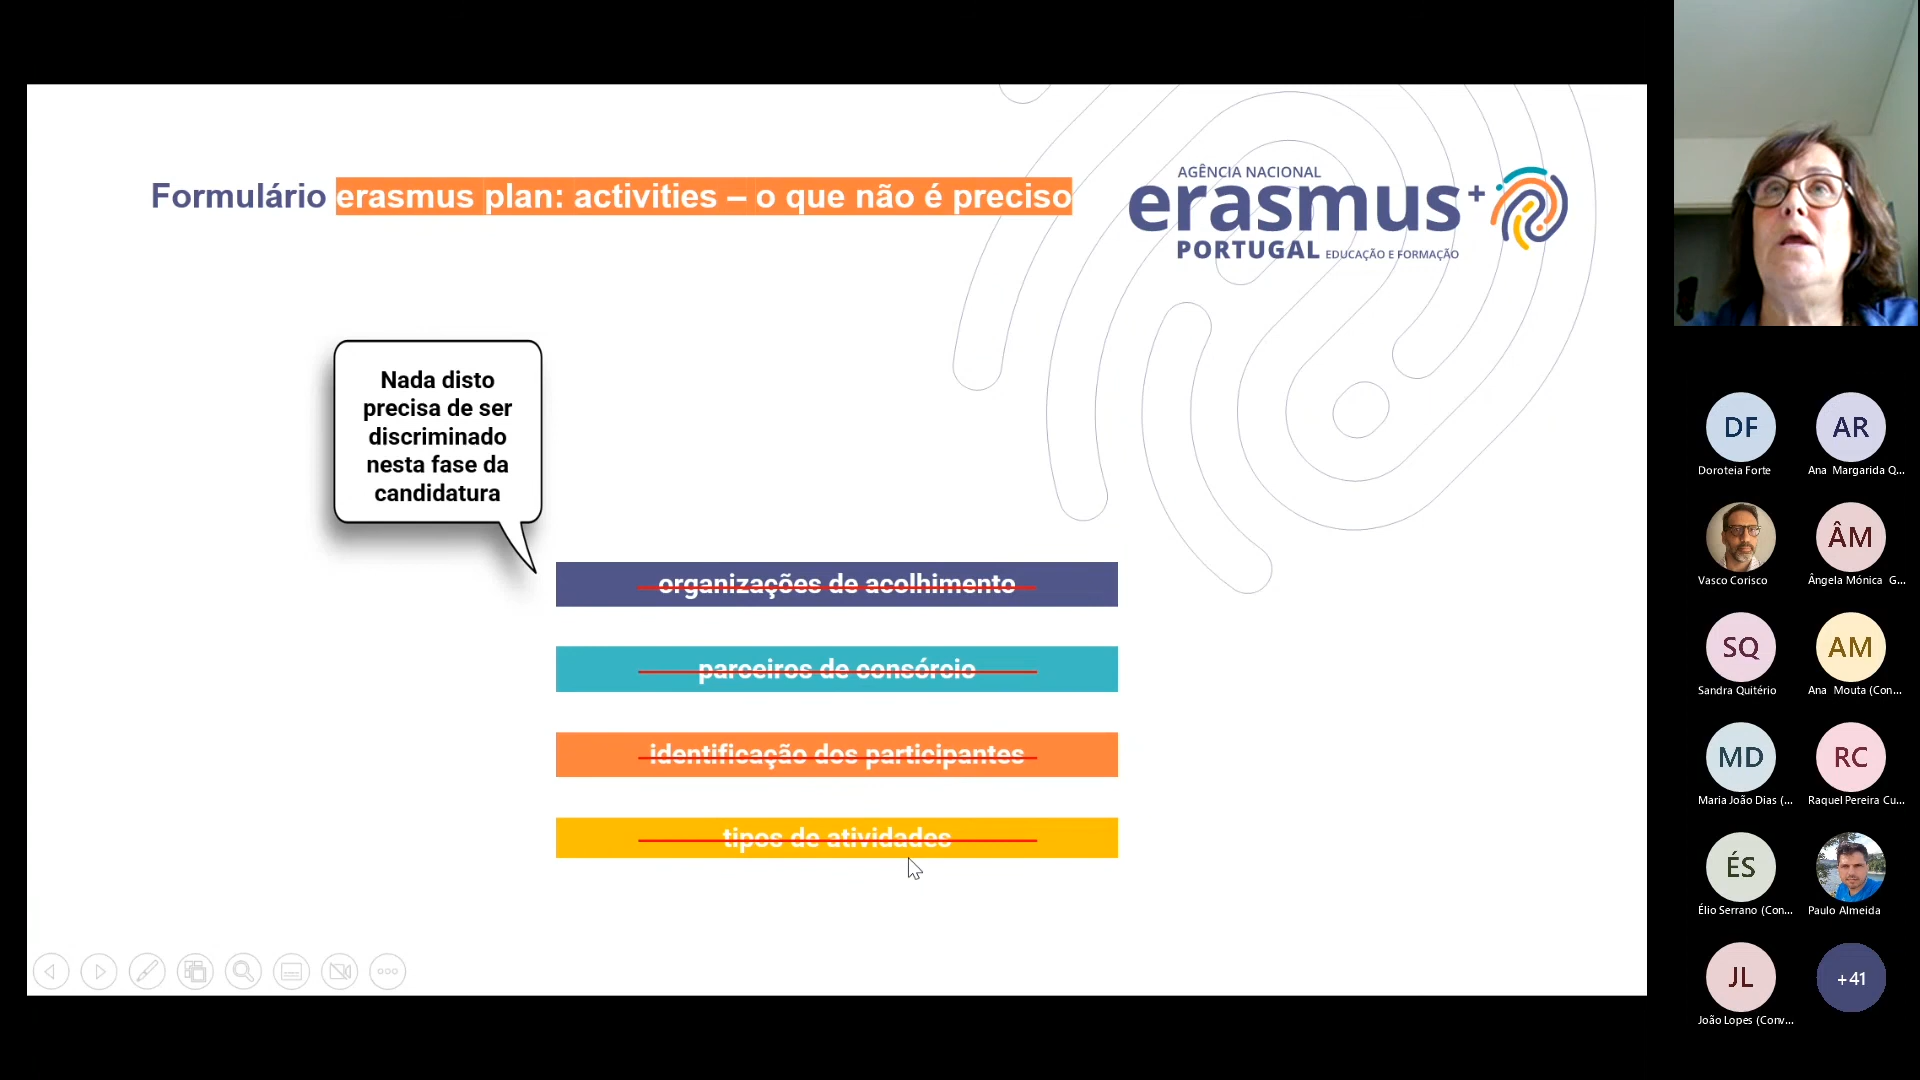 Formulário erasmus plan: activities – o que não é preciso
AGÊNCIA NACIONAL
erasmus+
PORTUGAL EDUCAÇÃO E FORMAÇÃO
Nada disto
precisa de ser
discriminado
nesta fase da
candidatura
organizações de acolhimento
parceiros de consórcio
identificação dos participantes
tipos de atividades
DF
Doroteia Forte
AR
Ana Margarida Q...
Vasco Corisco
ÂM
Ângela Mónica G...
SQ
Sandra Quitério
AM
Ana Mouta (Con...
MD
Maria João Dias (...
RC
Raquel Pereira Cu...
ÉS
Élio Serrano (Con...
Paulo Almeida
JL
João Lopes (Conv...
+41